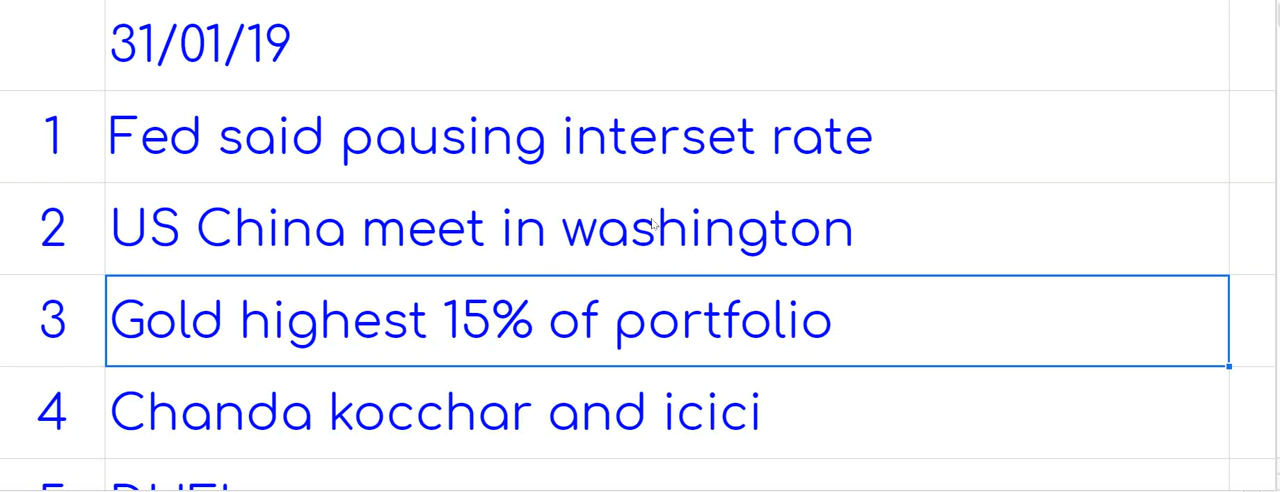 31/01/19
1 Fed said pausing interset rate
2 US China meet in washington
3 Gold highest 15% of portfolio
4 Chanda kocchar and icici